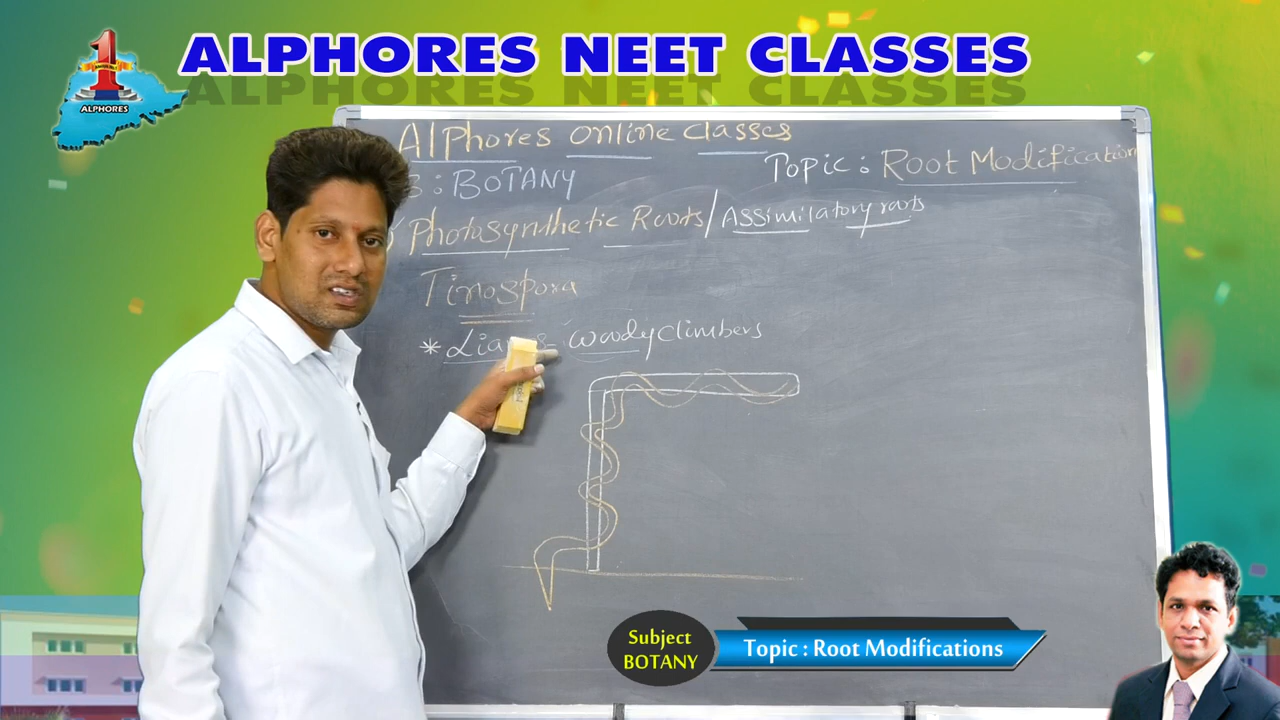 ALPHORES NEET CLASSES
1
ALPHORES
Alphores online classes
Topic : Root Modification
S : BOTANY
Photosynthetic Roots / Assimilatory roots
Tinospora
* woody climbers
Subject
BOTANY
Topic : Root Modifications